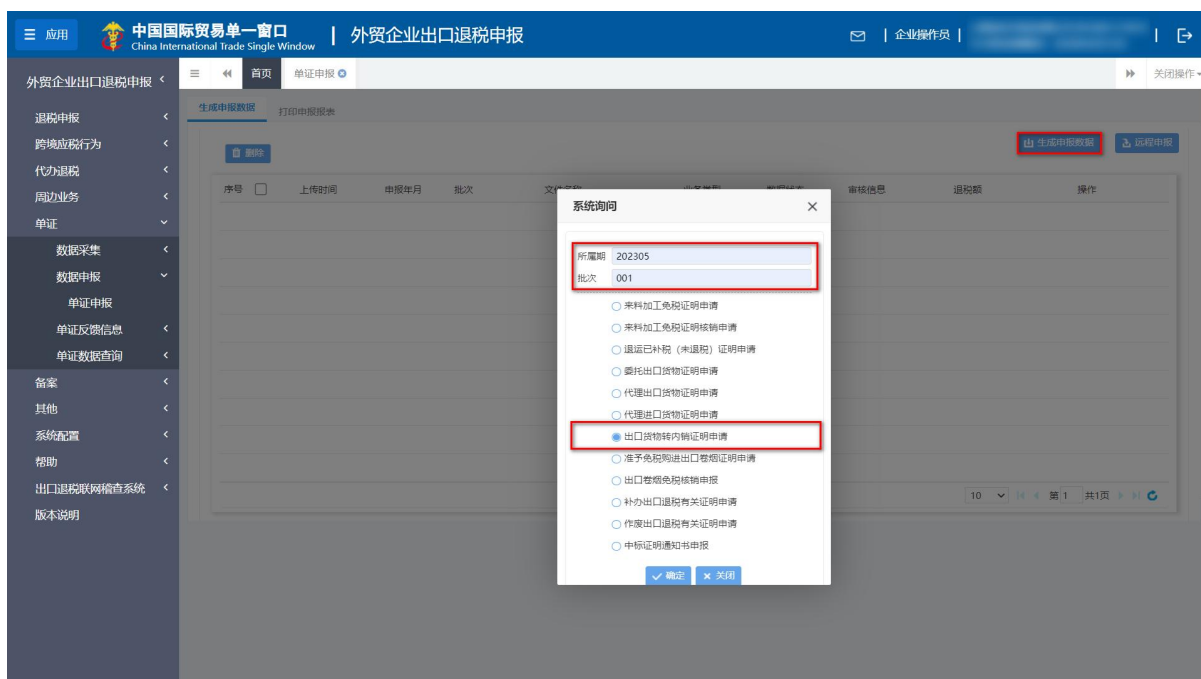 应用
中国国际贸易单一窗口
China International Trade Single Window
外贸企业出口退税申报
企业操作员
外贸企业出口退税申报
首页
单证申报
关闭操作
退税申报
跨境应税行为
代办退税
周边业务
单证
数据采集
数据申报
单证申报
单证反馈信息
单证数据查询
备案
其他
系统配置
帮助
出口退税联网稽查系统
版本说明
生成申报数据
打印申报报表
删除
生成申报数据
远程申报
序号 上传时间 申报年月 批次 文件名称 业务类型 数据状态 审核信息 退税额 操作
系统询问
所属期 202305
批次 001
来料加工免税证明申请
来料加工免税证明核销申请
退运已补税(未退税)证明申请
委托出口货物证明申请
代理出口货物证明申请
代理进口货物证明申请
出口货物转内销证明申请
准予免税购进出口卷烟证明申请
出口卷烟免税核销申报
补办出口退税有关证明申请
作废出口退税有关证明申请
中标证明通知书申报
确定 关闭
10 第 1 共1页